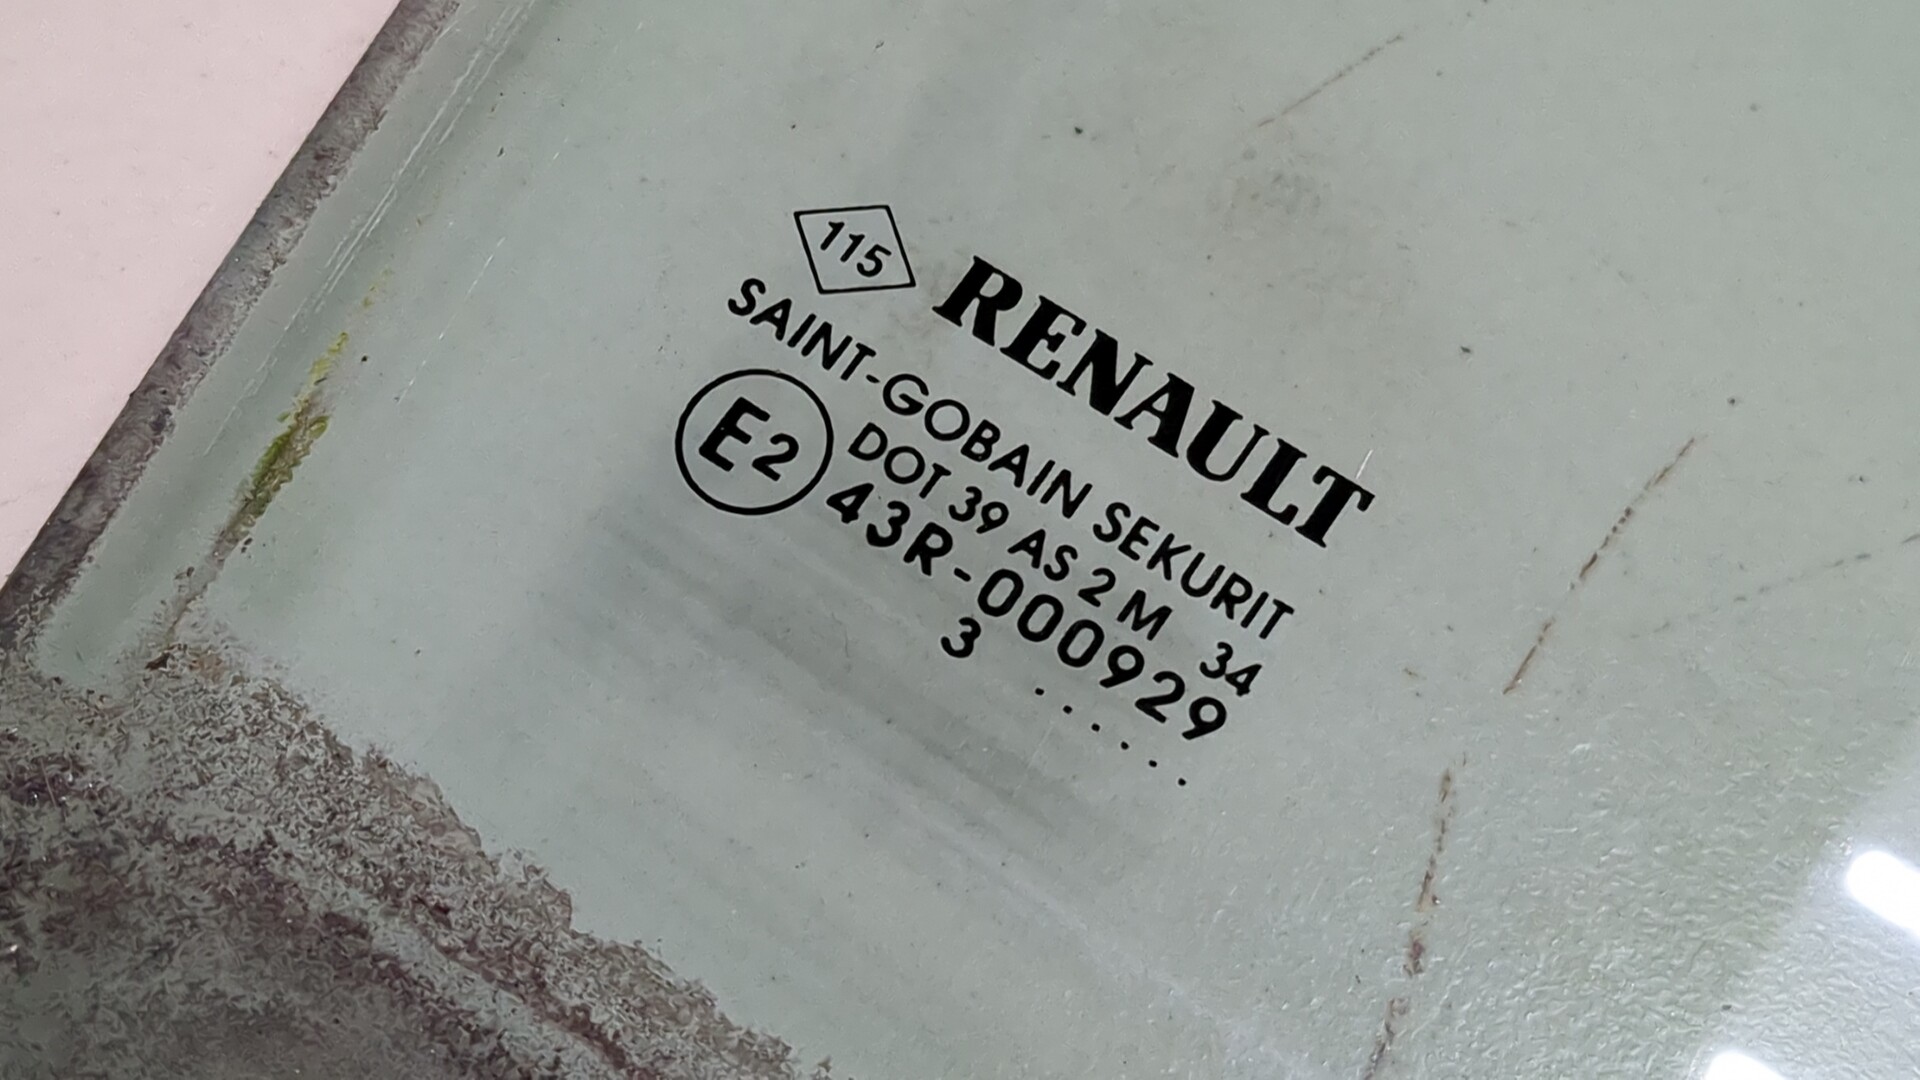 115 RENAULT
SAINT-GOBAIN SEKURIT
E2 DOT 39 AS 2 M 34
43R-000929
3 . . . . . .